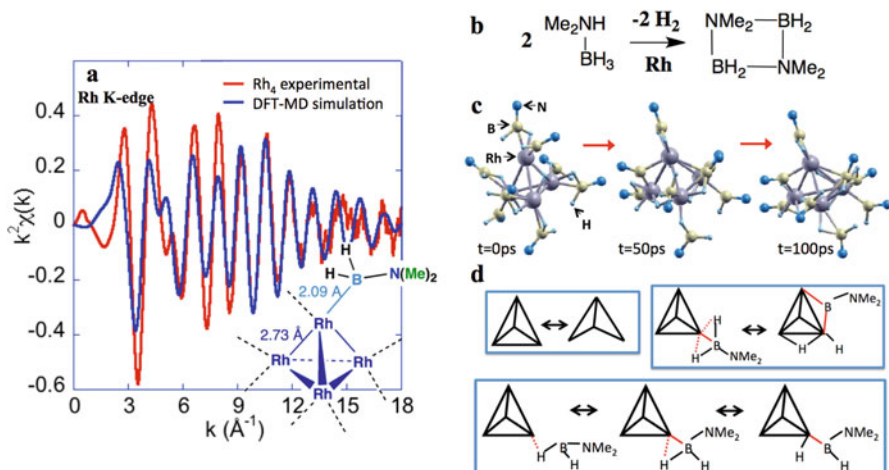 a
Rh K-edge
Rh₄ experimental
DFT-MD simulation
k²χ(k)
0.4
0.2
0
-0.2
-0.4
-0.6
0 3 6 9 12 15 18
k (Å⁻¹)
H
H
B
N(Me)₂
2.09 Å
Rh
2.73 Å
Rh
Rh
Rh
b
2
Me₂NH
BH₃
-2 H₂
Rh
NMe₂
BH₂
BH₂
NMe₂
c
N
B
Rh
H
t=0ps
t=50ps
t=100ps
d
H
H
B
NMe₂
B
NMe₂
H
H
H
B
NMe₂
H
NMe₂
H
B
H
NMe₂
H
B
H